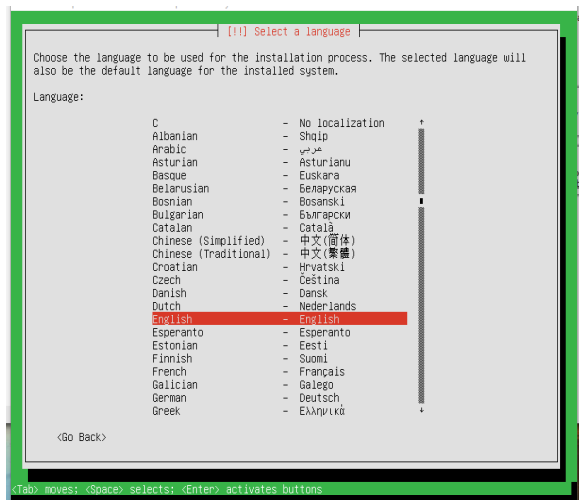 [!!] Select a language
Choose the language to be used for the installation process. The selected language will
also be the default language for the installed system.
Language:
C - No localization
Albanian - Shqip
Arabic - عربي
Asturian - Asturianu
Basque - Euskara
Belarusian - Беларуская
Bosnian - Bosanski
Bulgarian - Български
Catalan - Català
Chinese (Simplified) - 中文(简体)
Chinese (Traditional) - 中文(繁體)
Croatian - Hrvatski
Czech - Čeština
Danish - Dansk
Dutch - Nederlands
English - English
Esperanto - Esperanto
Estonian - Eesti
Finnish - Suomi
French - Français
Galician - Galego
German - Deutsch
Greek - Ελληνικά
<Go Back>
<Tab> moves; <Space> selects; <Enter> activates buttons